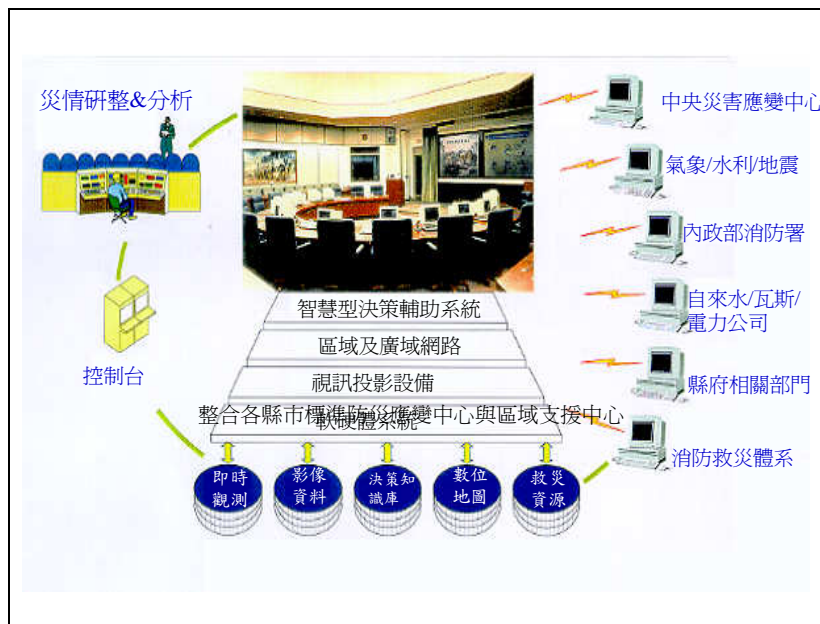 災情研整&分析
控制台
智慧型決策輔助系統
區域及廣域網路
視訊投影設備
整合各縣市標準防災應變中心與區域支援中心
軟硬體系統
即時
觀測
影像
資料
決策知
識庫
數位
地圖
救災
資源
中央災害應變中心
氣象/水利/地震
內政部消防署
自來水/瓦斯/
電力公司
縣府相關部門
消防救災體系